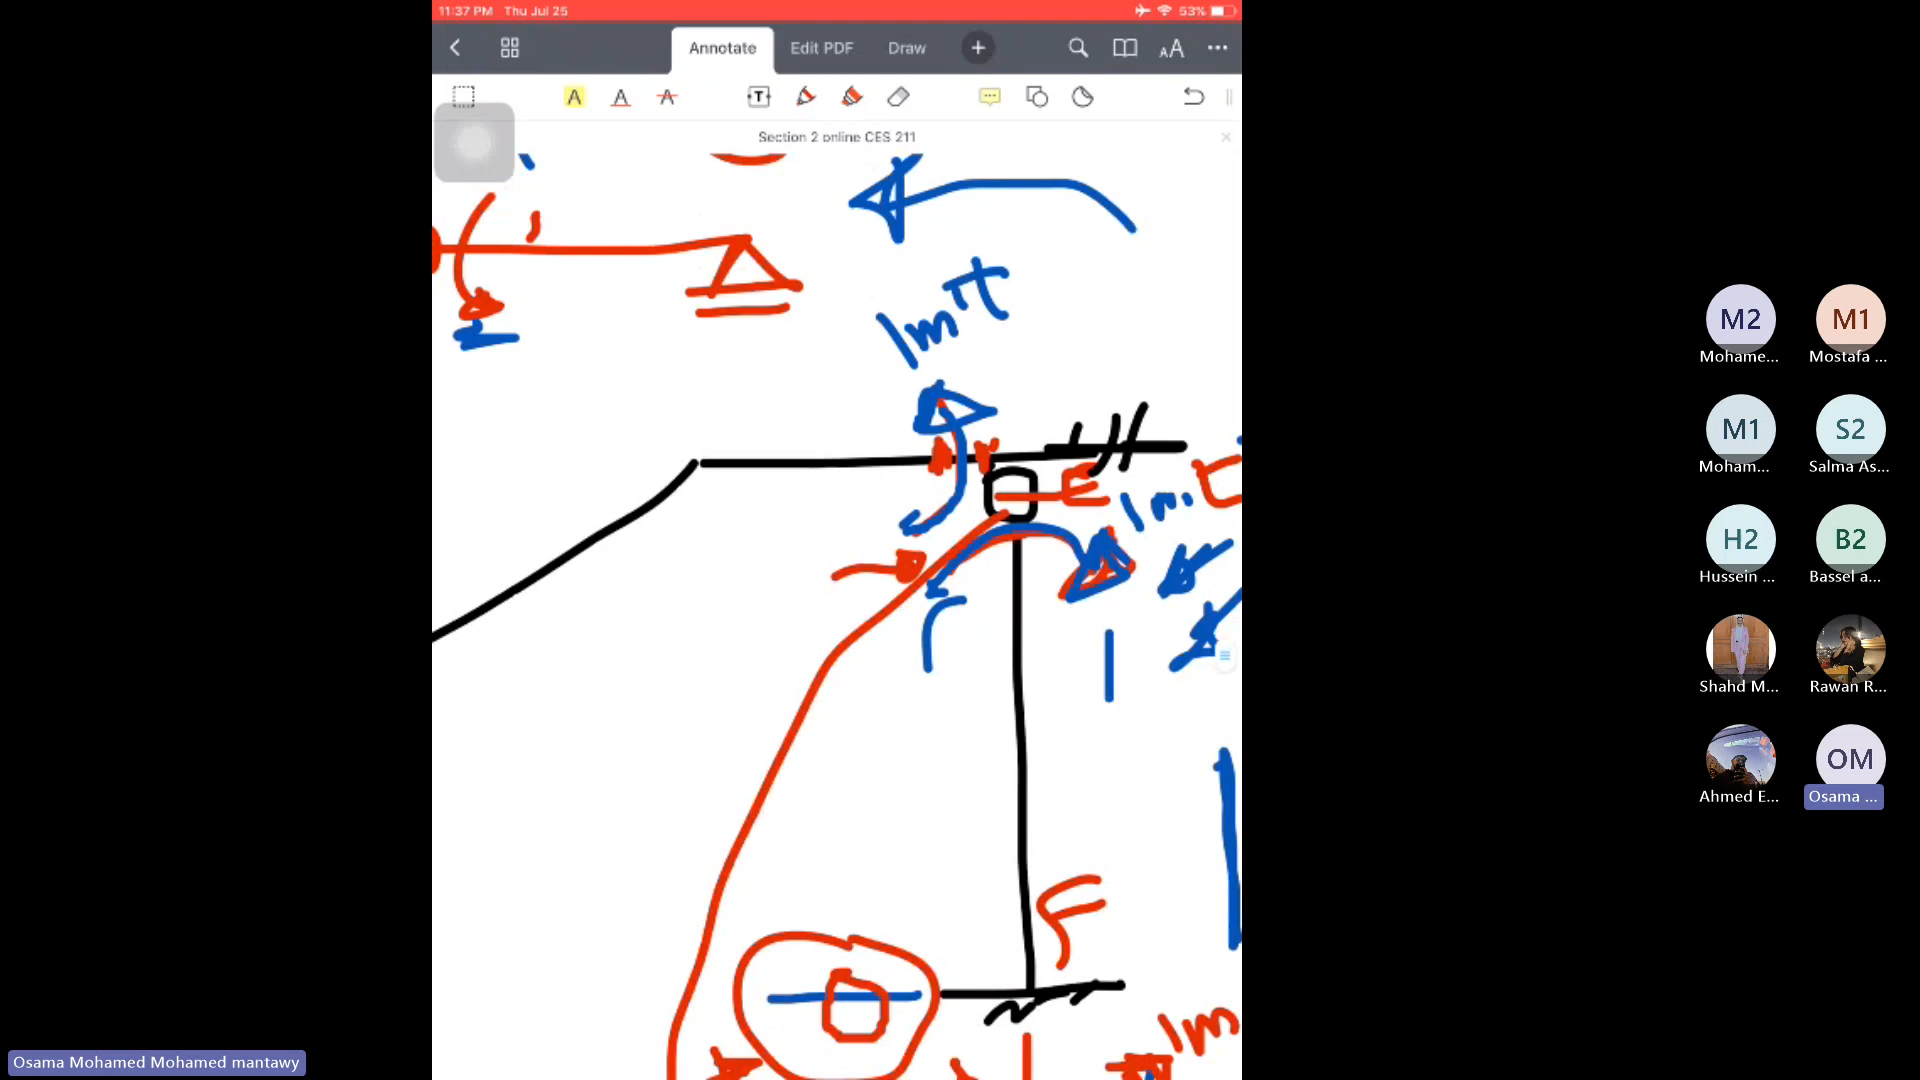 11:37 PM Thu Jul 25
53%
Annotate Edit PDF Draw
Section 2 online CES 211
1m't
E
1m.
F
1m
M2 M1
Mohame... Mostafa ...
M1 S2
Moham... Salma As...
H2 B2
Hussein ... Bassel a...
Shahd M... Rawan R...
OM
Ahmed E... Osama ...
Osama Mohamed Mohamed mantawy